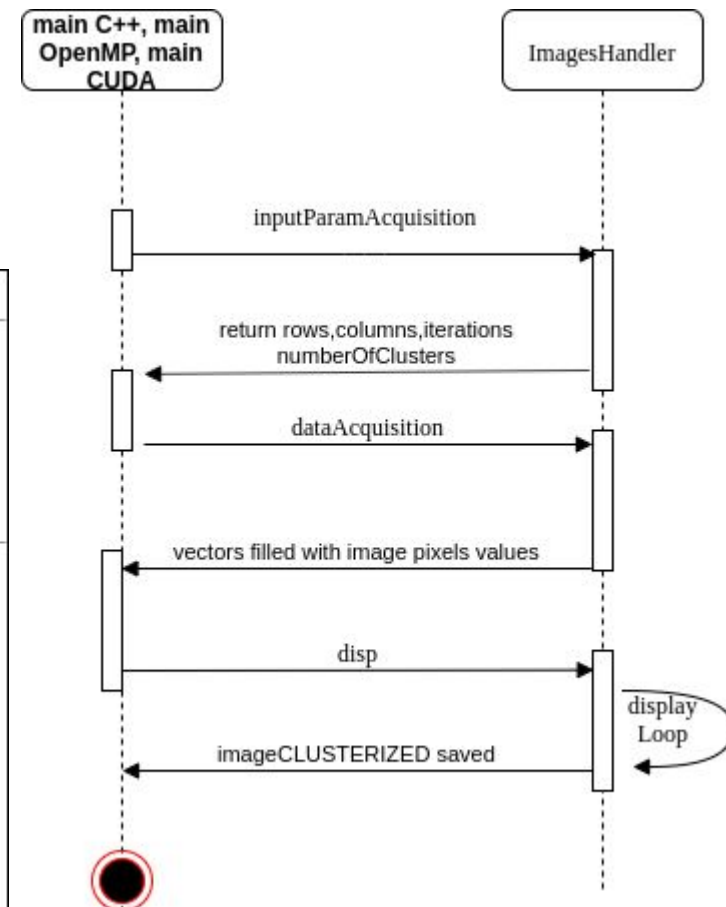 main C++, main
OpenMP, main
CUDA
ImagesHandler
inputParamAcquisition
return rows,columns,iterations
numberOfClusters
dataAcquisition
vectors filled with image pixels values
disp
display
Loop
imageCLUSTERIZED saved